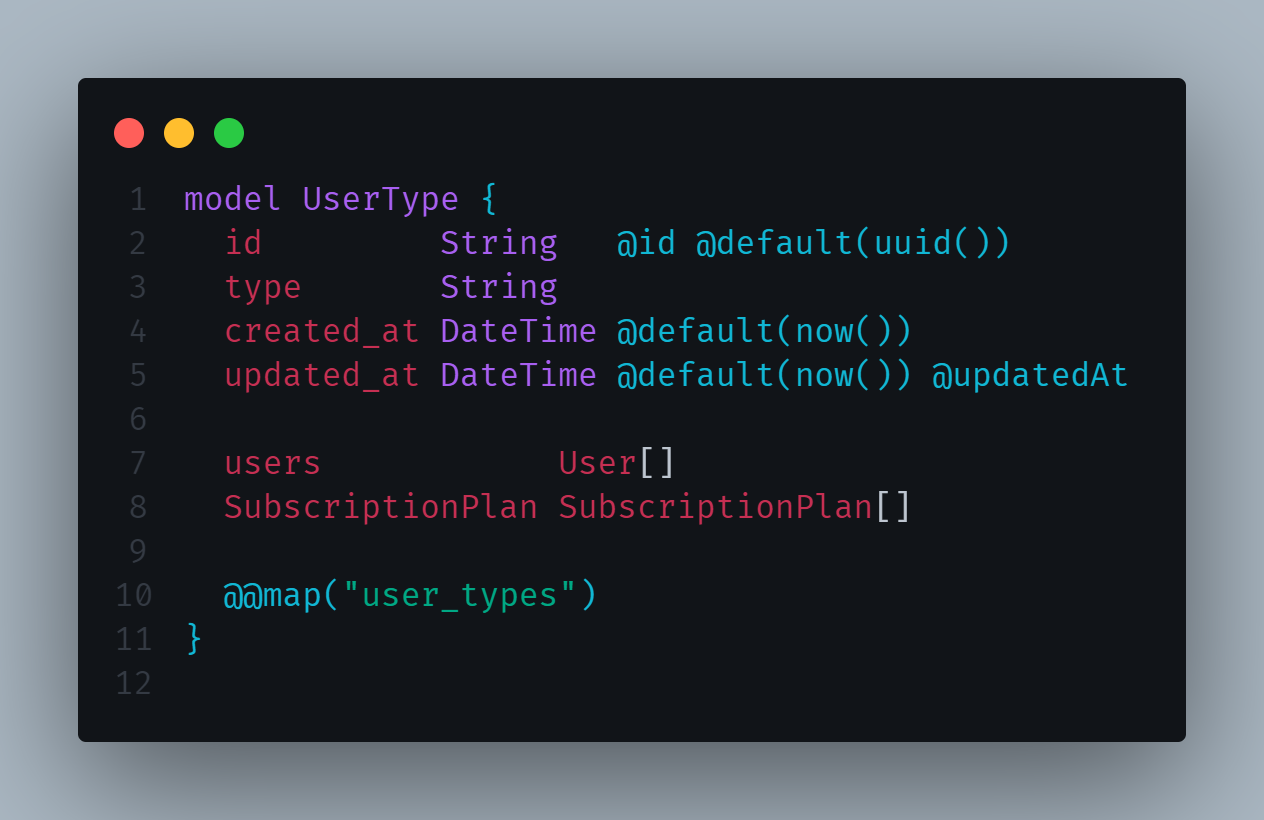 1 model UserType {
2   id         String   @id @default(uuid())
3   type       String
4   created_at DateTime @default(now())
5   updated_at DateTime @default(now()) @updatedAt
6
7   users            User[]
8   SubscriptionPlan SubscriptionPlan[]
9
10   @@map("user_types")
11 }
12